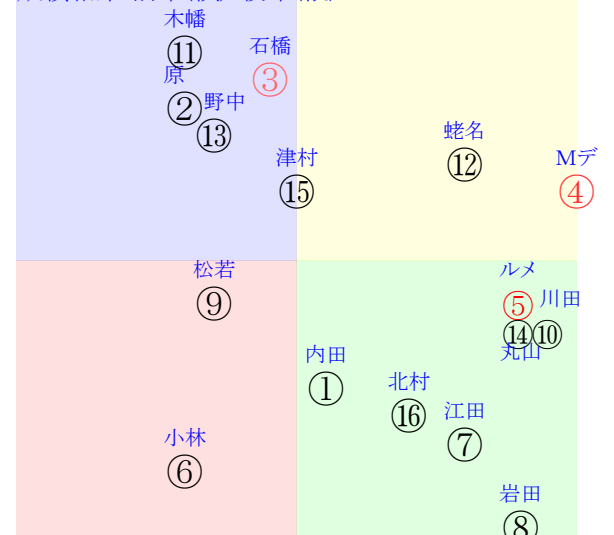 木幡
⑪
石橋
③
原
②
野中
⑬
蛯名
⑫
Mデ
④
津村
⑮
松若
⑨
ルメ
⑤
川田
⑭⑩
丸山
内田
①
北村
⑯
江田
⑦
小林
⑥
岩田
⑧